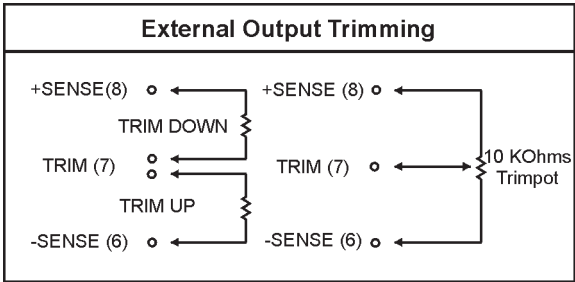 External Output Trimming
+SENSE(8)
TRIM DOWN
TRIM (7)
TRIM UP
-SENSE (6)
+SENSE (8)
TRIM (7)
10 KOhms
Trimpot
-SENSE (6)